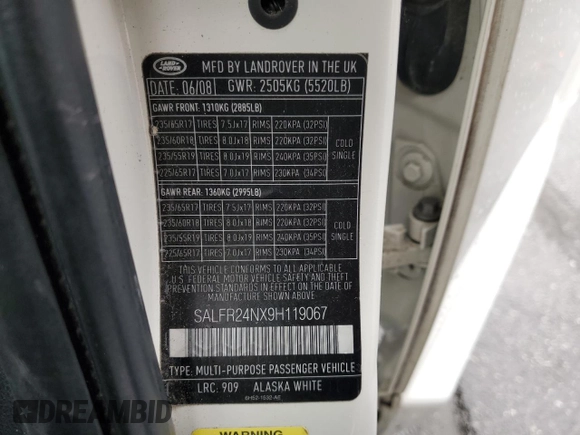 LAND ROVER
MFD BY LANDROVER IN THE UK
DATE: 06/08 GWR: 2505KG (5520LB)
GAWR FRONT: 1310KG (2885LB)
235/65R17 TIRES 7.5Jx17 RIMS 220KPA (32PSI)
235/60R18 TIRES 8.0Jx18 RIMS 220KPA (32PSI) COLD
235/55R19 TIRES 8.0Jx19 RIMS 240KPA (35PSI) SINGLE
225/65R17 TIRES 7.0Jx17 RIMS 230KPA (34PSI)
GAWR REAR: 1360KG (2995LB)
235/65R17 TIRES 7.5Jx17 RIMS 220KPA (32PSI)
235/60R18 TIRES 8.0Jx18 RIMS 220KPA (32PSI) COLD
235/55R19 TIRES 8.0Jx19 RIMS 240KPA (35PSI) SINGLE
225/65R17 TIRES 7.0Jx17 RIMS 230KPA (34PSI)
THIS VEHICLE CONFORMS TO ALL APPLICABLE
U.S. FEDERAL MOTOR VEHICLE SAFETY AND THEFT
PREVENTION STANDARDS IN EFFECT ON THE DATE OF
MANUFACTURE SHOWN ABOVE.
SALFR24NX9H119067
TYPE: MULTI-PURPOSE PASSENGER VEHICLE
LRC: 909 ALASKA WHITE
WARNING
DREAMBID